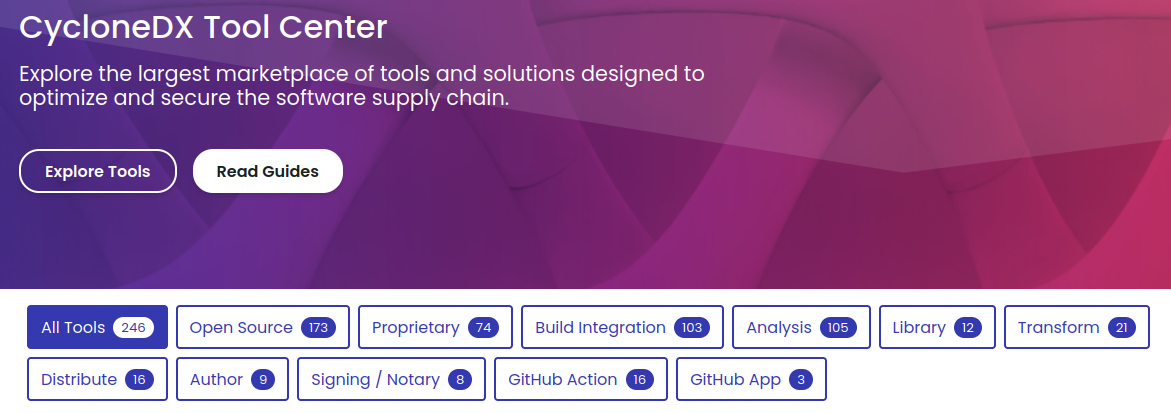 CycloneDX Tool Center
Explore the largest marketplace of tools and solutions designed to
optimize and secure the software supply chain.
Explore Tools Read Guides
All Tools 246 Open Source 173 Proprietary 74 Build Integration 103 Analysis 105 Library 12 Transform 21
Distribute 16 Author 9 Signing / Notary 8 GitHub Action 16 GitHub App 3